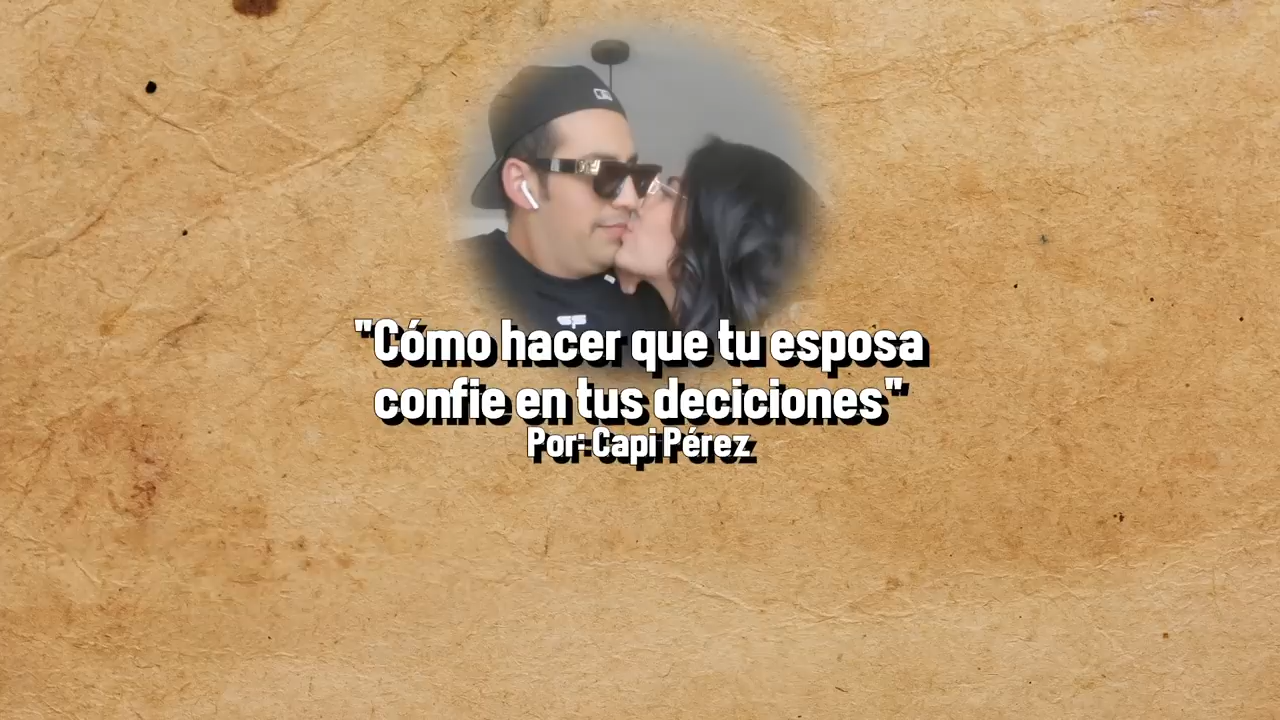 "Cómo hacer que tu esposa
confie en tus deciciones"
Por: Capi Pérez